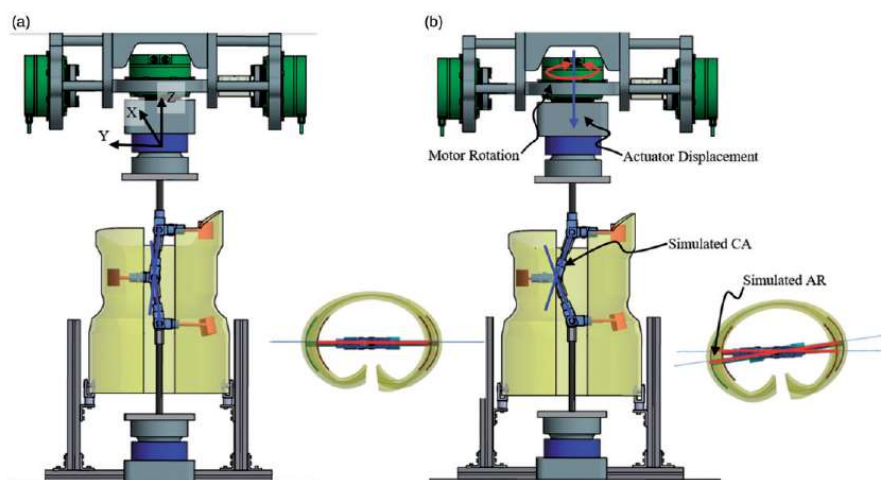 (a)
(b)
Z
X
Y
Motor Rotation
Actuator Displacement
Simulated CA
Simulated AR